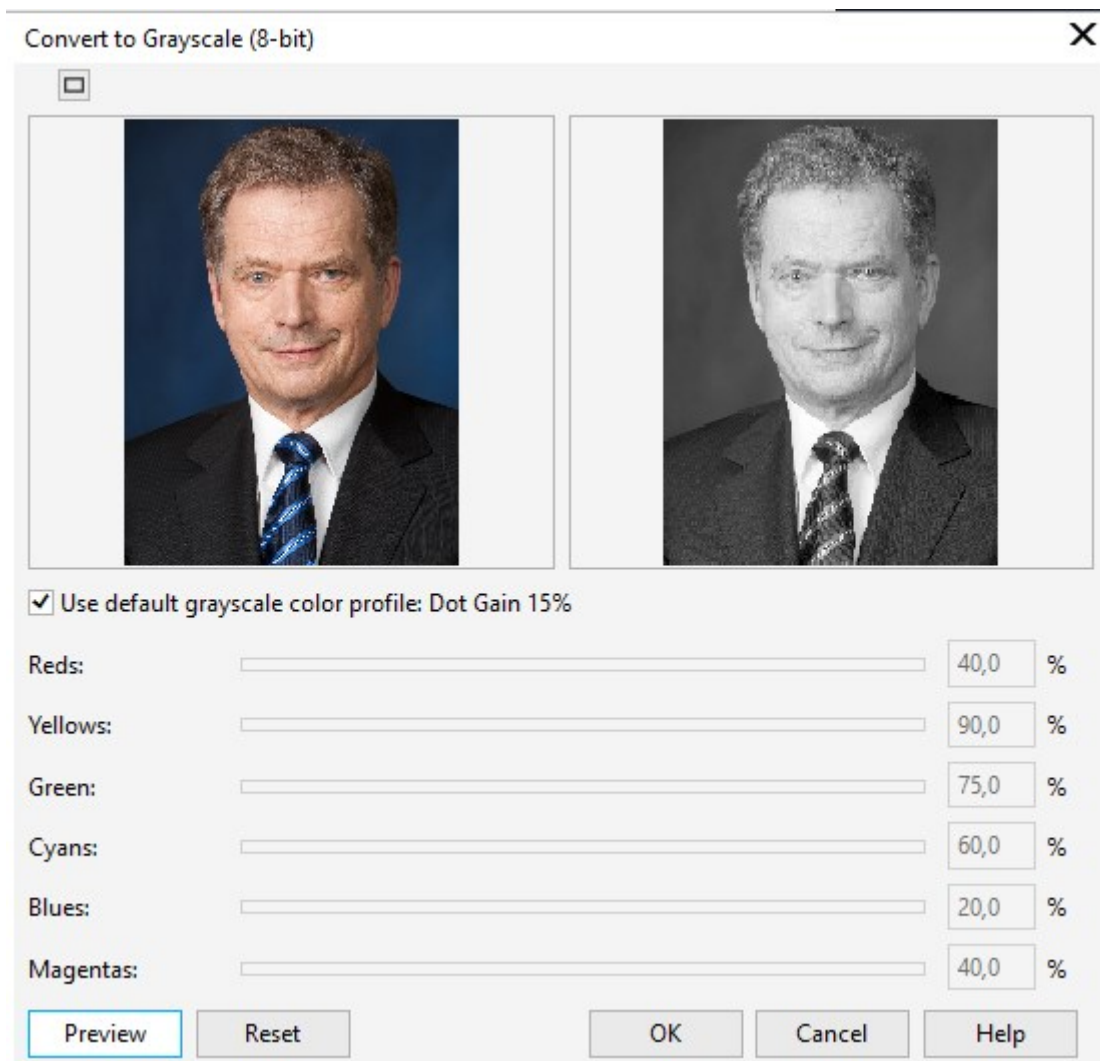 Convert to Grayscale (8-bit)
Use default grayscale color profile: Dot Gain 15%
Reds: 40,0 %
Yellows: 90,0 %
Green: 75,0 %
Cyans: 60,0 %
Blues: 20,0 %
Magentas: 40,0 %
Preview Reset OK Cancel Help